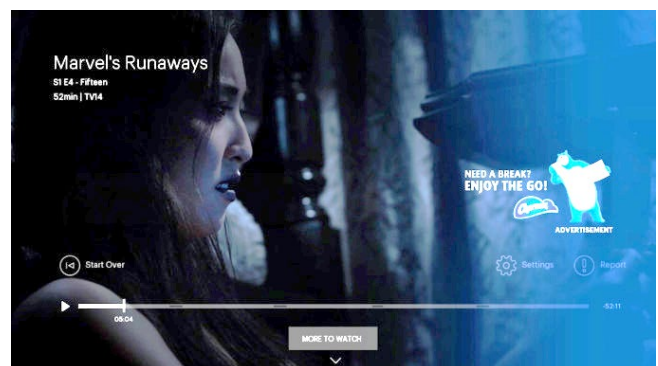 Marvel's Runaways
S1 E4 - Fifteen
52min | TV14
NEED A BREAK?
ENJOY THE GO!
Charmin
ADVERTISEMENT
Start Over
Settings
Report
05:04
-52:11
MORE TO WATCH